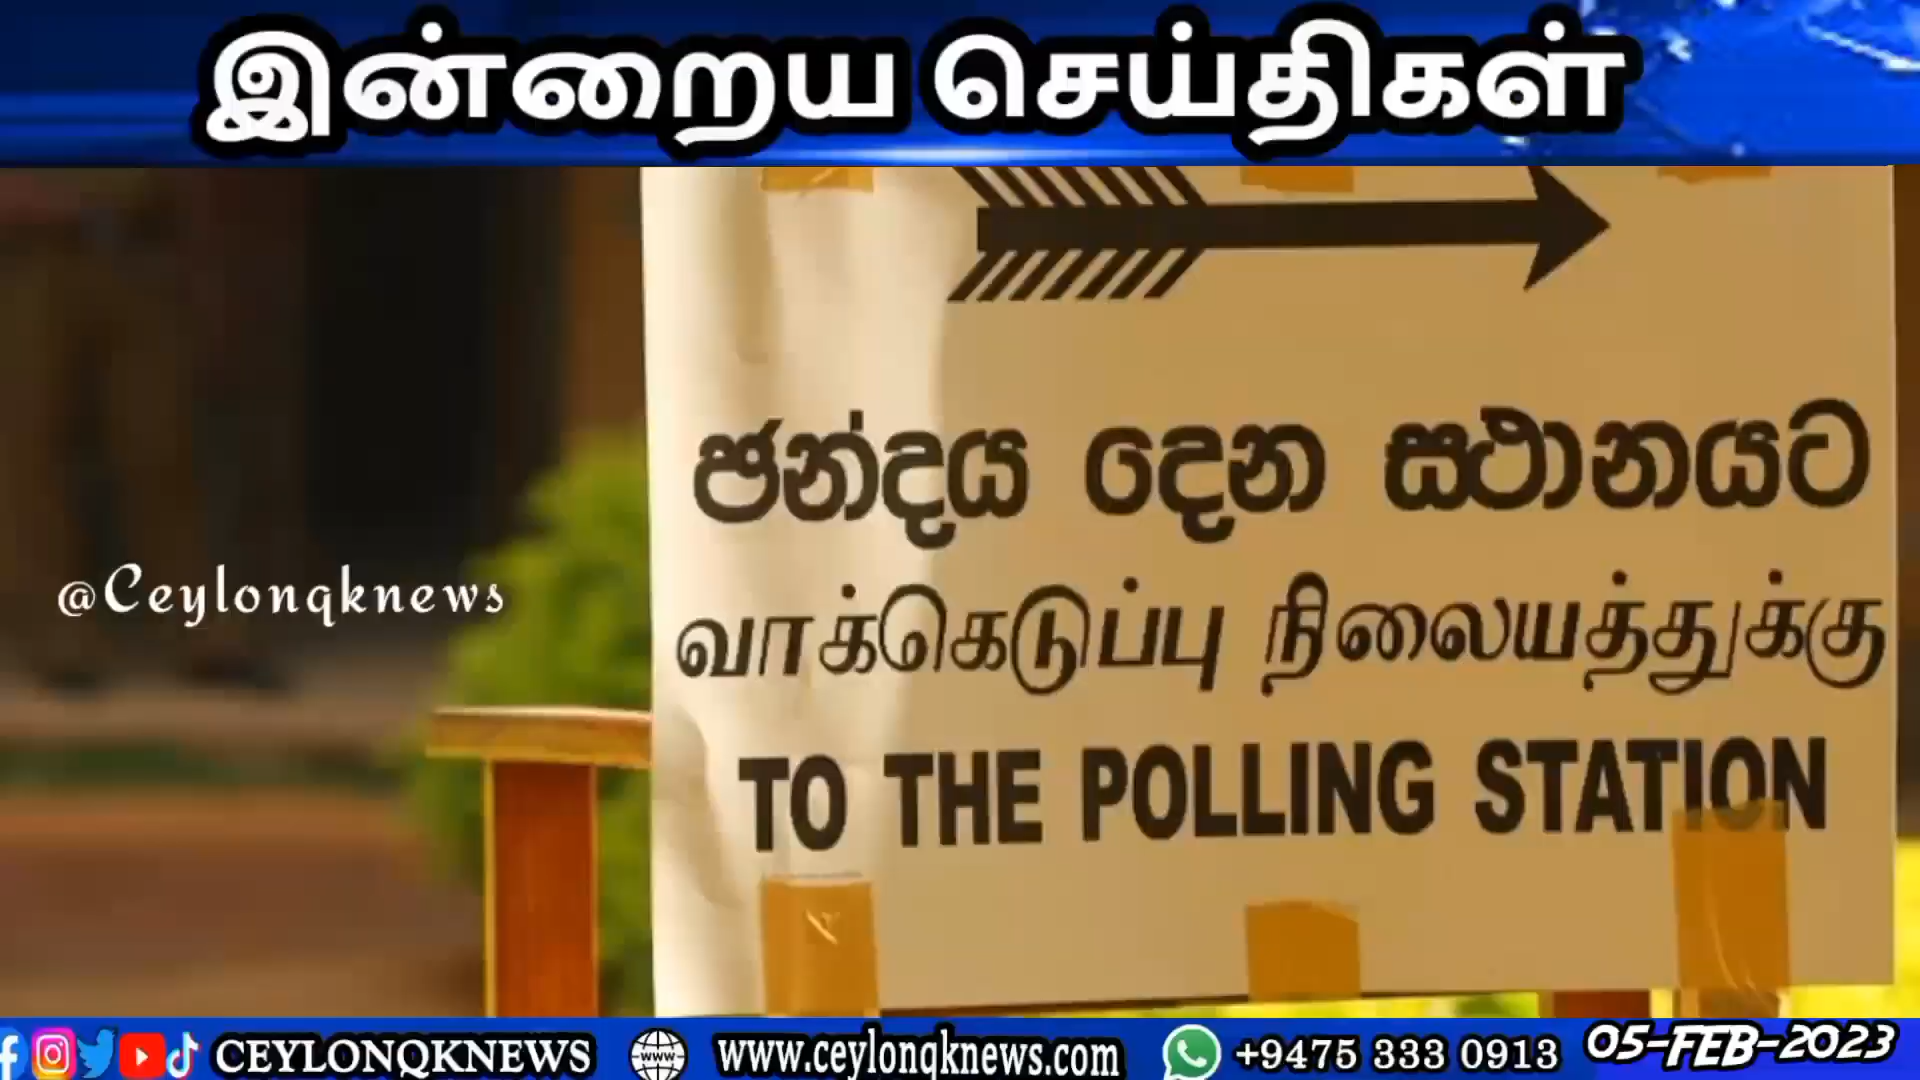 இன்றைய செய்திகள்
ඡන්දය දෙන ස්ථානයට
@Ceylonqknews
வாக்கெடுப்பு நிலையத்துக்கு
TO THE POLLING STATION
CEYLONQKNEWS www.ceylonqknews.com +9475 333 0913 05-FEB-2023